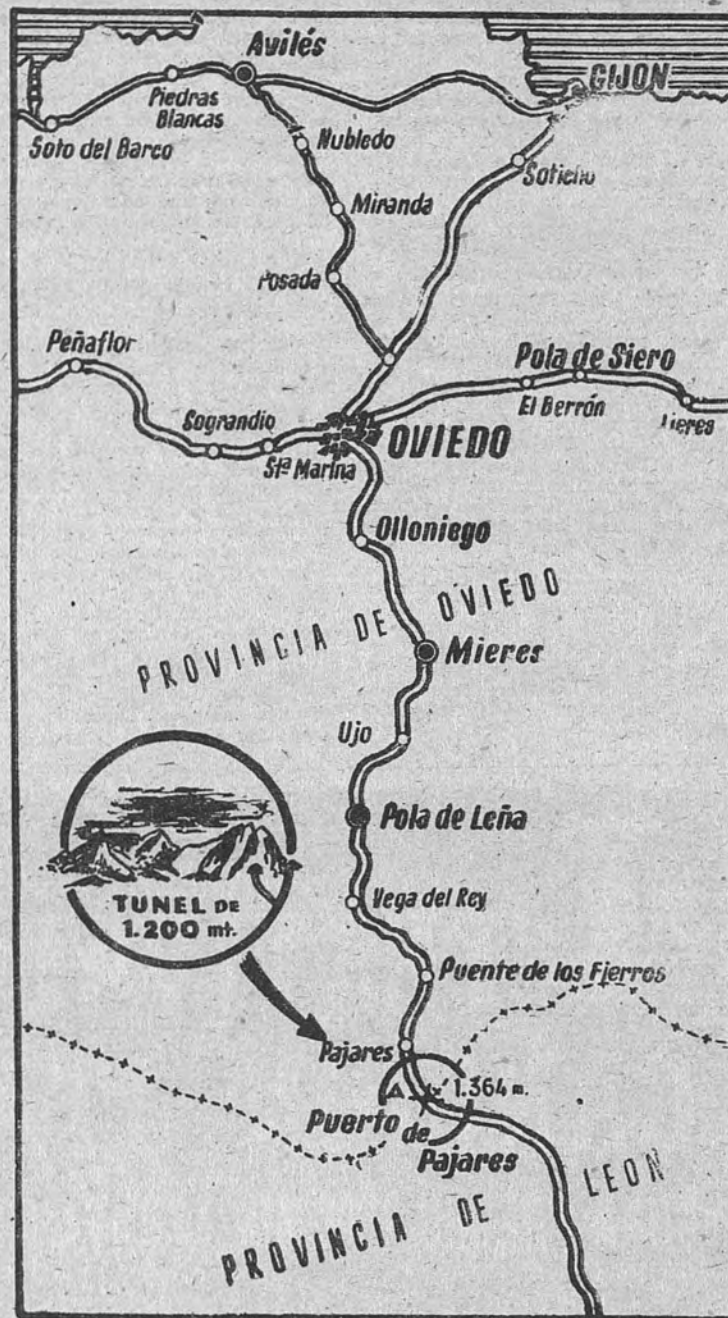 Avilés
GIJON
Piedras
Blancas
Soto del Barco
Nubledo
Miranda
Posada
Peñaflor
Pola de Siero
El Berrón
Sograndio
Stª Marina
OVIEDO
Olloniego
PROVINCIA DE OVIEDO
Mieres
Ujo
Pola de Leña
TUNEL DE
1.200 mt.
Vega del Rey
Puente de los Fierros
Pajares
1.364 m.
Puerto de
Pajares
PROVINCIA DE LEON